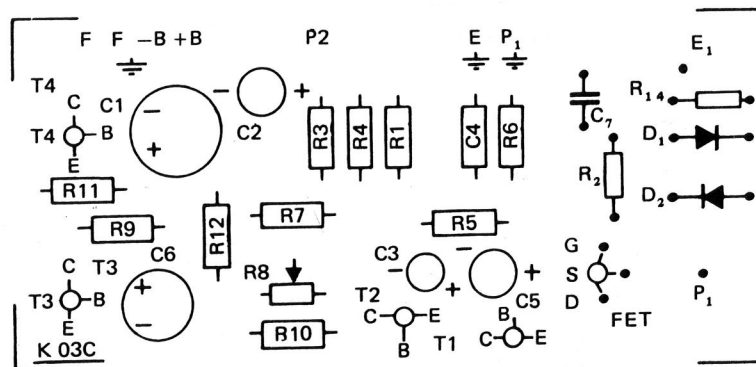 F F –B +B P2 E P1 E1
T4
C C1 – – + C2 R14
T4 B C7
+ R3 R4 R1 C4 R6 D1
E
R11 R2 D2
R12 R7
R9 R5
C6 – G
C T3 + R8 C3 – + S
T3 B T2 + C5 D P1
E – C E B FET
R10 B T1 C E
K 03C